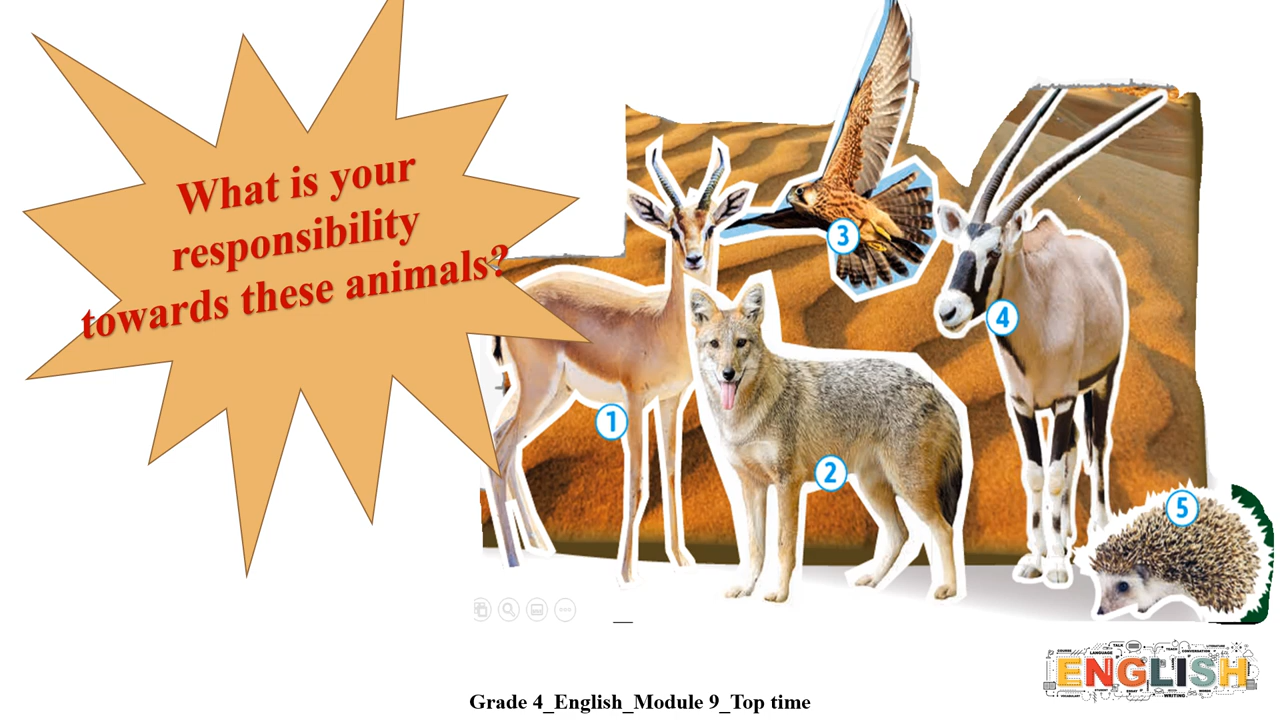 What is your
responsibility
towards these animals?
3
4
1
2
5
ENGLISH
Grade 4_English_Module 9_Top time